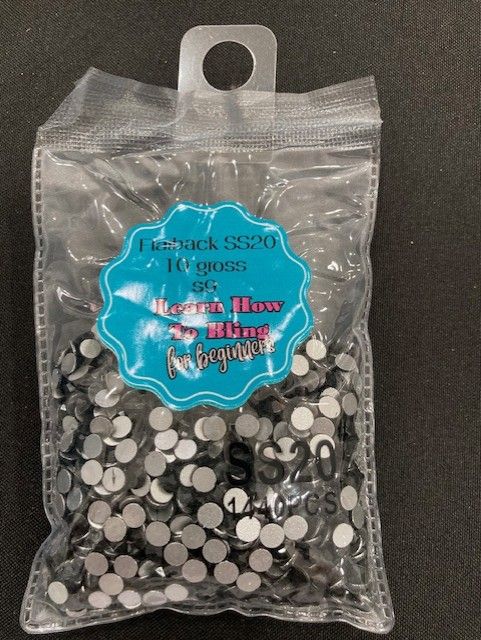 Flatback SS20
10 gross
sg
Learn How
To Bling
for beginners
SS20
1440PCS